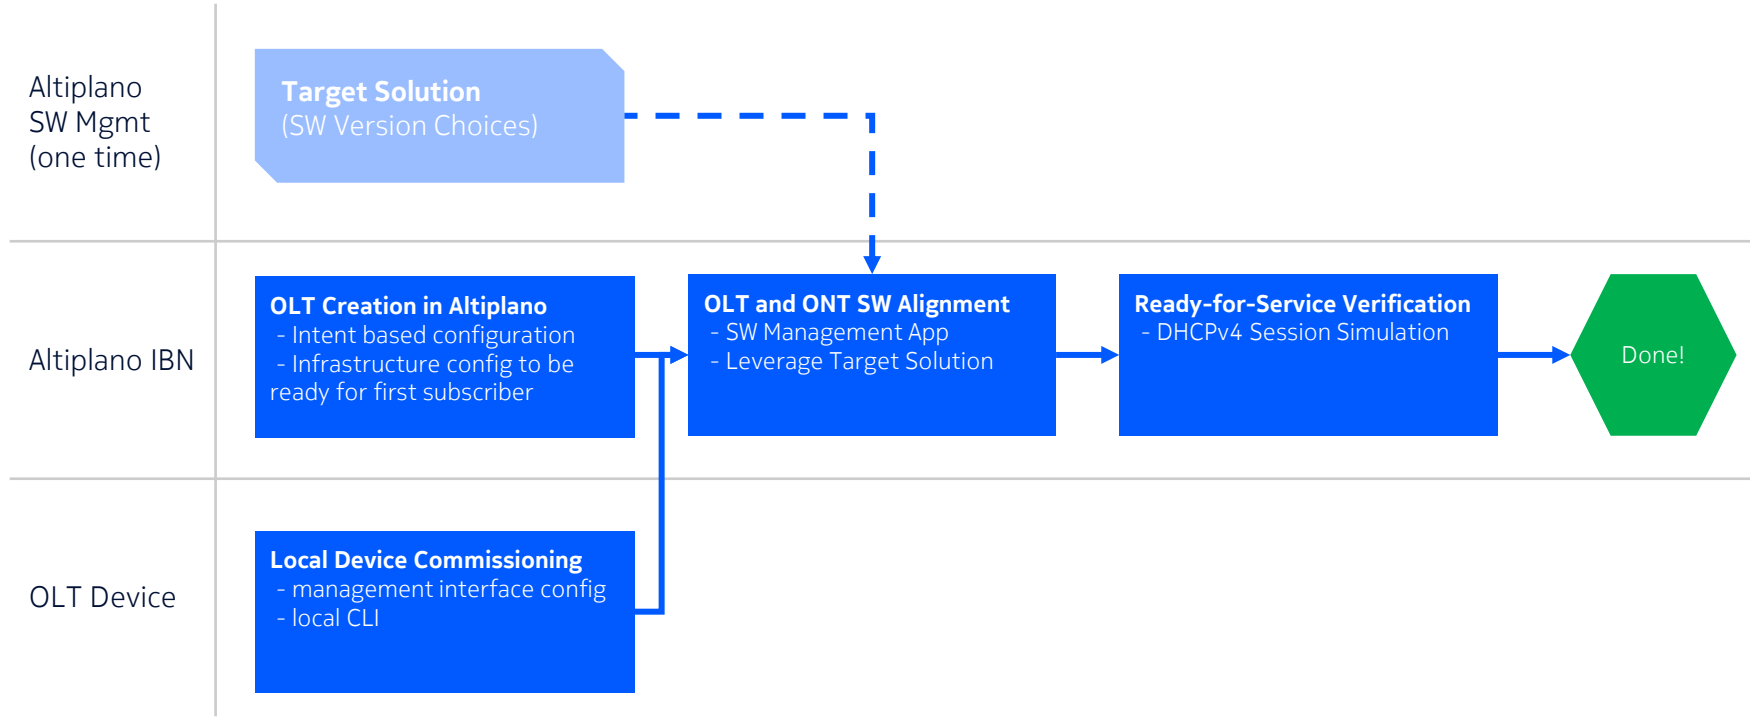 Altiplano
SW Mgmt
(one time)
Target Solution
(SW Version Choices)
Altiplano IBN
OLT Creation in Altiplano
- Intent based configuration
- Infrastructure config to be
ready for first subscriber
OLT and ONT SW Alignment
- SW Management App
- Leverage Target Solution
Ready-for-Service Verification
- DHCPv4 Session Simulation
Done!
OLT Device
Local Device Commissioning
- management interface config
- local CLI